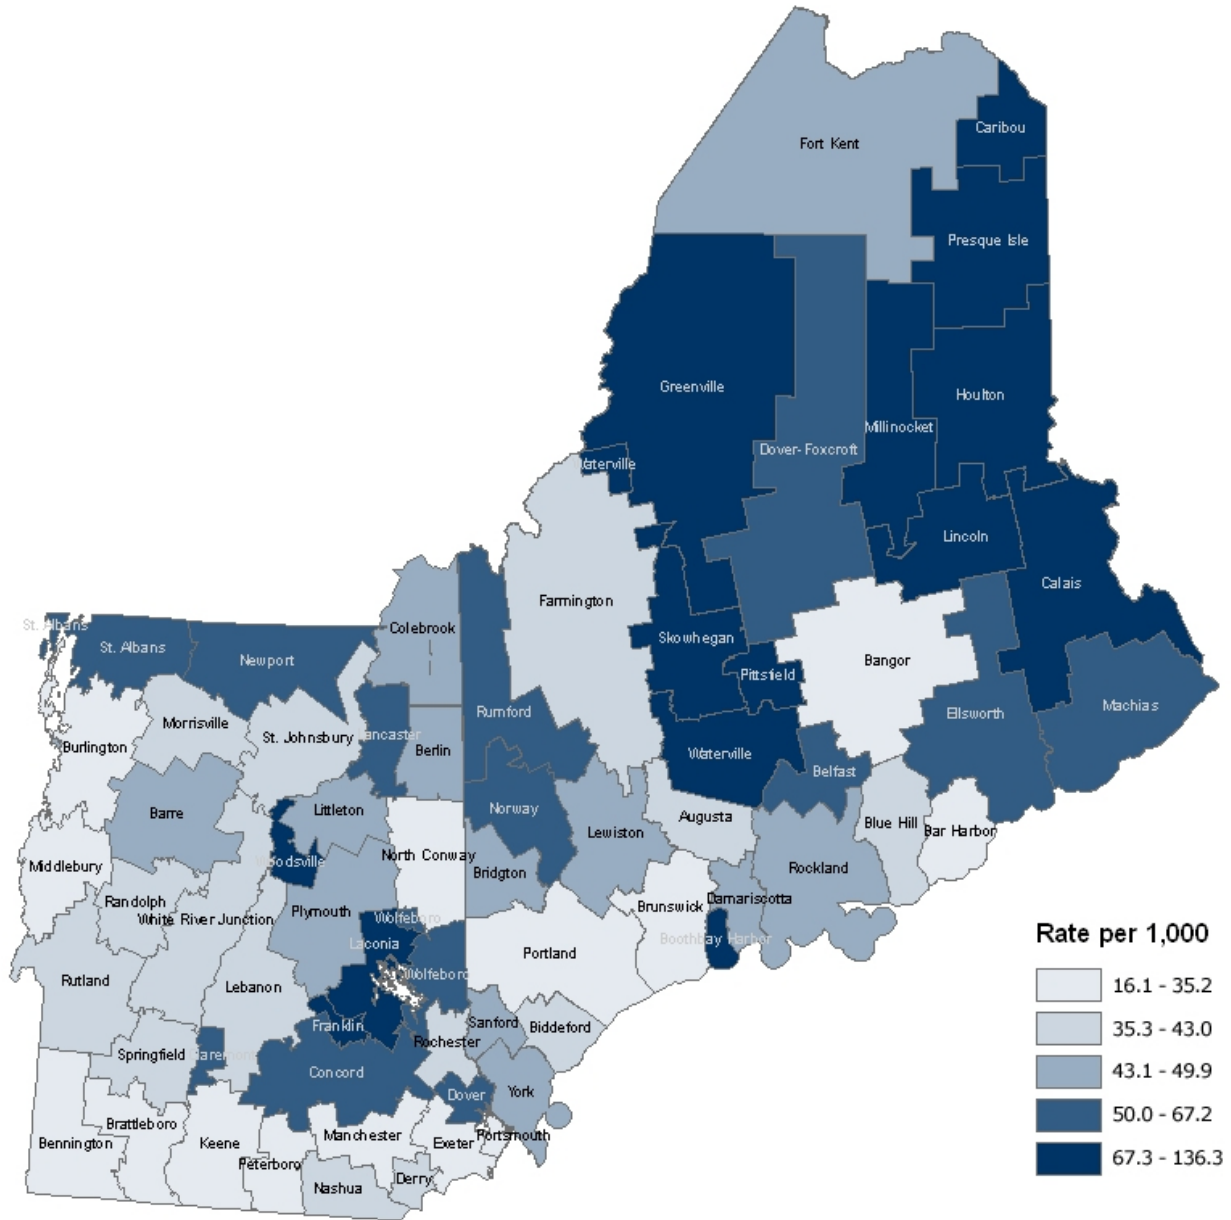 Fort Kent
Caribou
Presque Isle
Greenville
Houlton
Millinocket
Dover-Foxcroft
Waterville
Lincoln
Calais
Farmington
Colebrook
Skowhegan
St. Albans
St. Albans
Newport
Bangor
Pittsfield
Machias
Rumford
Ellsworth
Morrisville
St. Johnsbury
Lancaster
Burlington
Berlin
Waterville
Belfast
Barre
Littleton
Norway
Lewiston
Augusta
Blue Hill
Bar Harbor
Middlebury
Woodsville
North Conway
Bridgton
Rockland
Randolph
White River Junction
Plymouth
Wolfeboro
Brunswick
Damariscotta
Laconia
Boothbay Harbor
Portland
Rutland
Lebanon
Wolfeboro
Franklin
Sanford
Biddeford
Springfield
Claremont
Rochester
Concord
Dover
York
Bennington
Brattleboro
Keene
Manchester
Exeter
Portsmouth
Peterboro
Nashua
Derry
Rate per 1,000
16.1 - 35.2
35.3 - 43.0
43.1 - 49.9
50.0 - 67.2
67.3 - 136.3